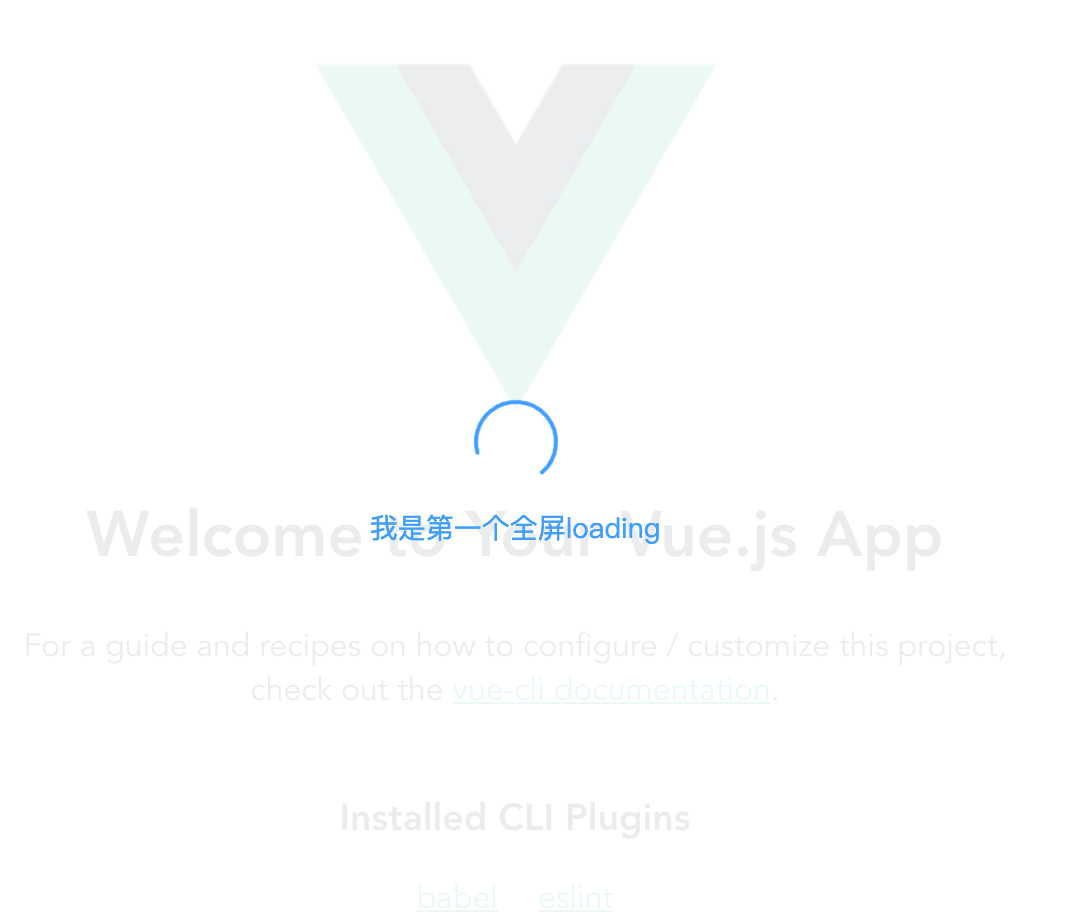 Welcome to Your Vue.js App
我是第一个全屏loading
For a guide and recipes on how to configure / customize this project,
check out the vue-cli documentation.
Installed CLI Plugins
babel eslint